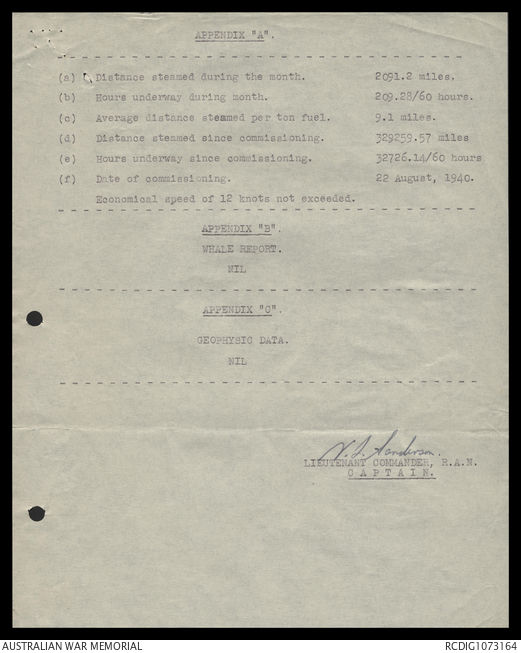 APPENDIX "A".
(a) Distance steamed during the month. 2091.2 miles.
(b) Hours underway during month. 209.28/60 hours.
(c) Average distance steamed per ton fuel. 9.1 miles.
(d) Distance stemmed since commissioning. 329259.57 miles
(e) Hours underway since commissioning. 32726.14/60 hours
(f) Date of commissioning. 22 August, 1940.
Economical speed of 12 knots not exceeded.
APPENDIX "B".
WHALE REPORT.
NIL
APPENDIX "C".
GEOPHYSIC DATA.
NIL
Sanderson.
LIEUTENANT COMMANDER, R.A.N.
C A P T A I N.
AUSTRALIAN WAR MEMORIAL
RCDIG1073164